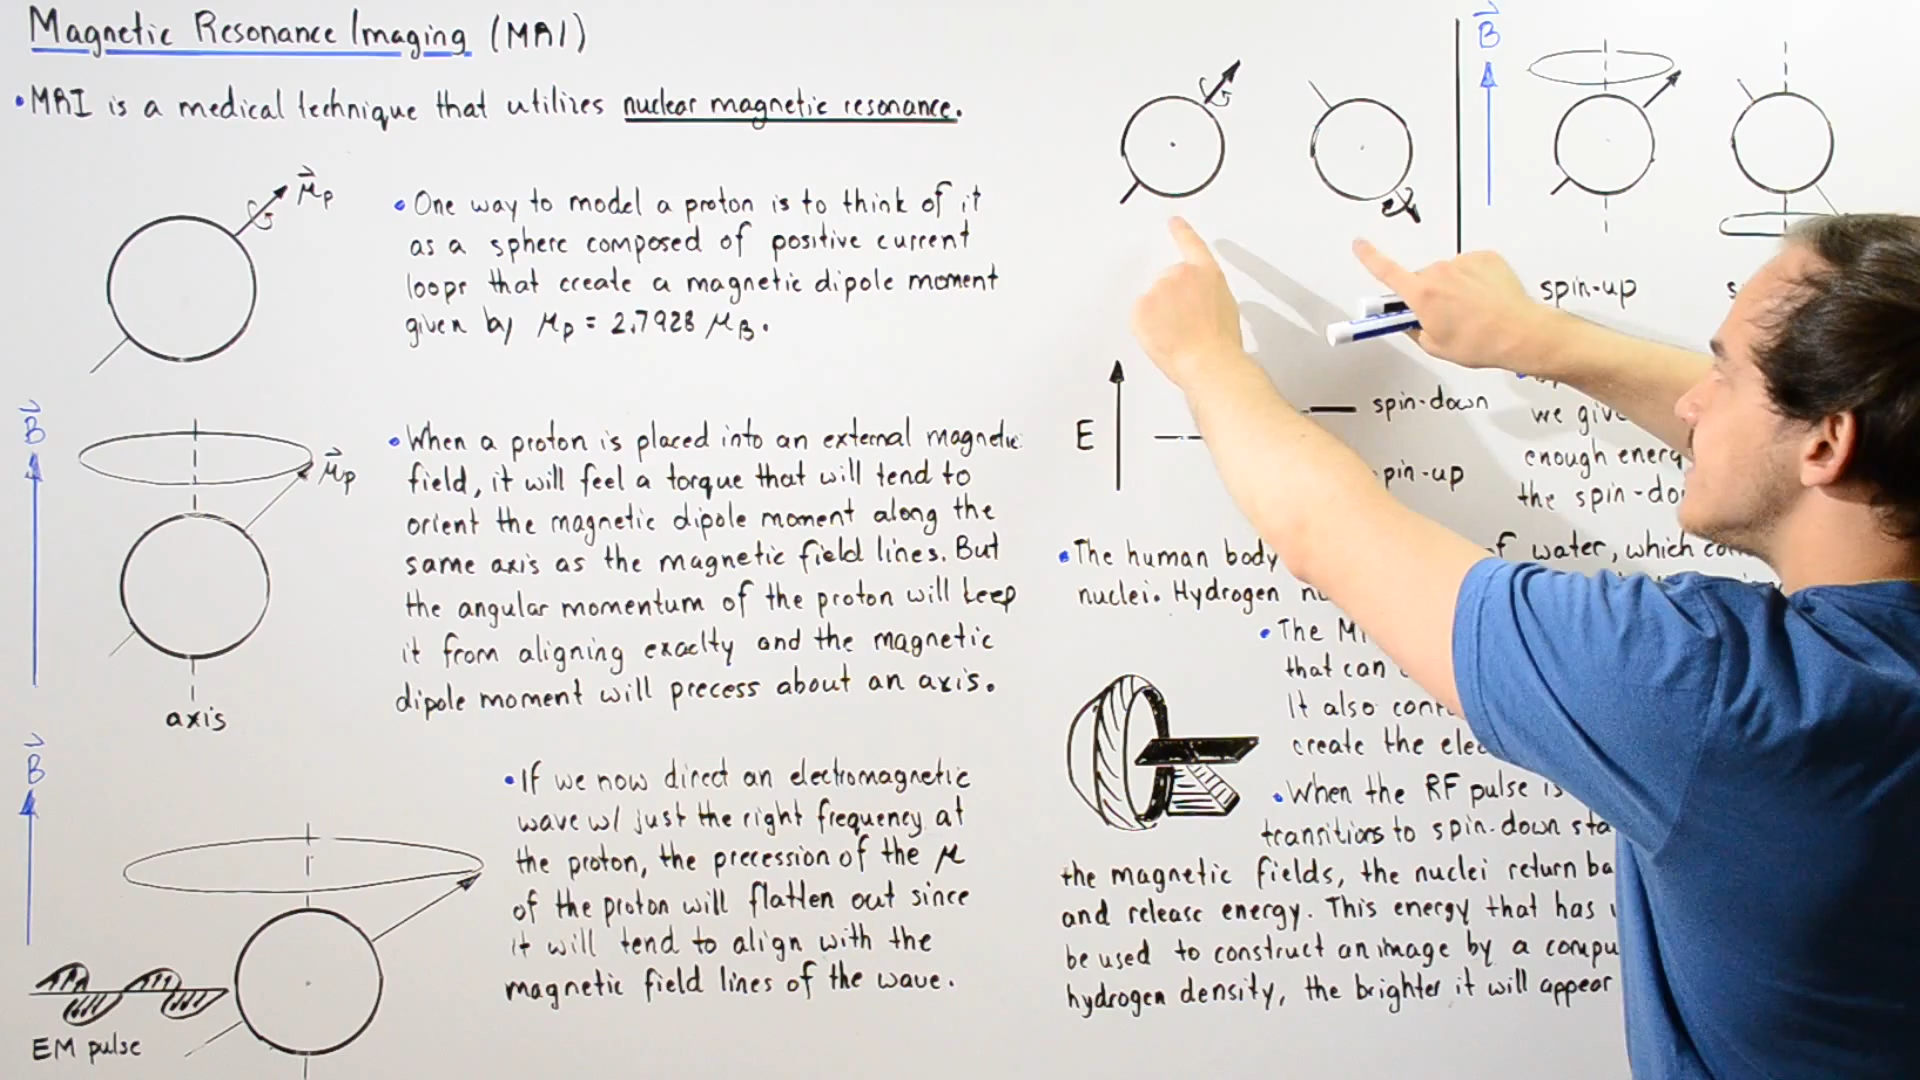 Magnetic Resonance Imaging (MRI)
•MRI is a medical technique that utilizes nuclear magnetic resonance.
μp
• One way to model a proton is to think of it
as a sphere composed of positive current
loops that create a magnetic dipole moment
given by μp = 2.7928 μB.
B
μp
axis
• When a proton is placed into an external magnetic
field, it will feel a torque that will tend to
orient the magnetic dipole moment along the
same axis as the magnetic field lines. But
the angular momentum of the proton will keep
it from aligning exaclty and the magnetic
dipole moment will precess about an axis.
B
EM pulse
• If we now direct an electromagnetic
wave w/ just the right frequency at
the proton, the precession of the μ
of the proton will flatten out since
it will tend to align with the
magnetic field lines of the wave.
B
spin-up
E
spin-down
pin-up
we give
enough energ
the spin-do
• The human body
of water, which
nuclei. Hydrogen
• The
that can
It also
create the
• When the RF pulse is
transitions to spin-down sta
the magnetic fields, the nuclei return ba
and release energy. This energy that has
be used to construct an image by a compu
hydrogen density, the brighter it will appear